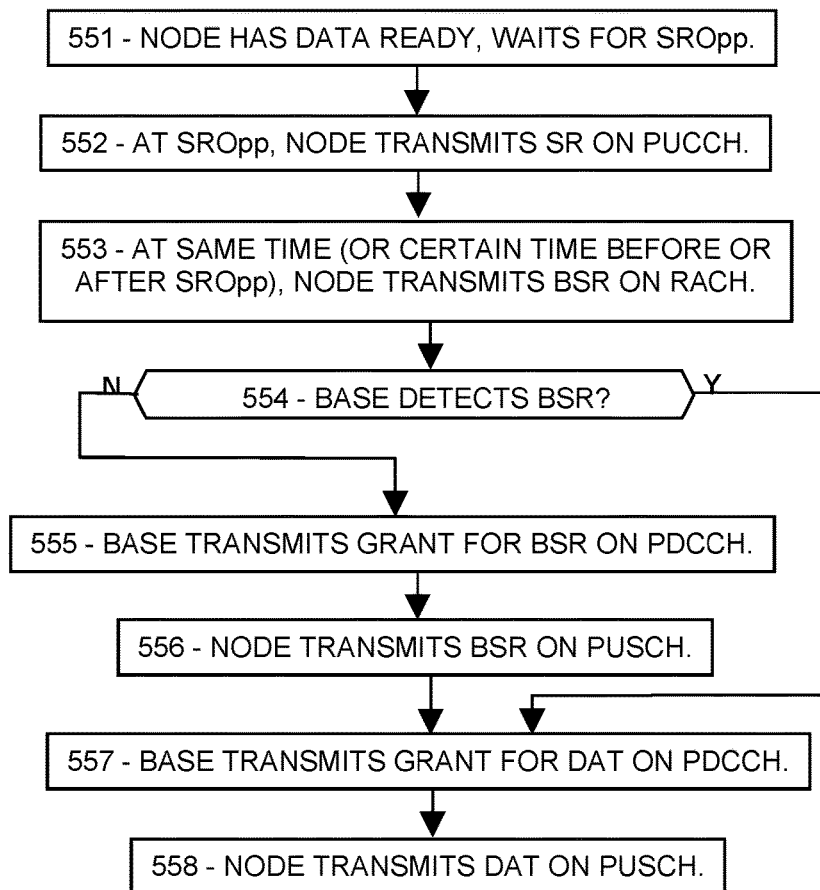 551 - NODE HAS DATA READY, WAITS FOR SROpp.
552 - AT SROpp, NODE TRANSMITS SR ON PUCCH.
553 - AT SAME TIME (OR CERTAIN TIME BEFORE OR
AFTER SROpp), NODE TRANSMITS BSR ON RACH.
N
554 - BASE DETECTS BSR?
Y
555 - BASE TRANSMITS GRANT FOR BSR ON PDCCH.
556 - NODE TRANSMITS BSR ON PUSCH.
557 - BASE TRANSMITS GRANT FOR DAT ON PDCCH.
558 - NODE TRANSMITS DAT ON PUSCH.